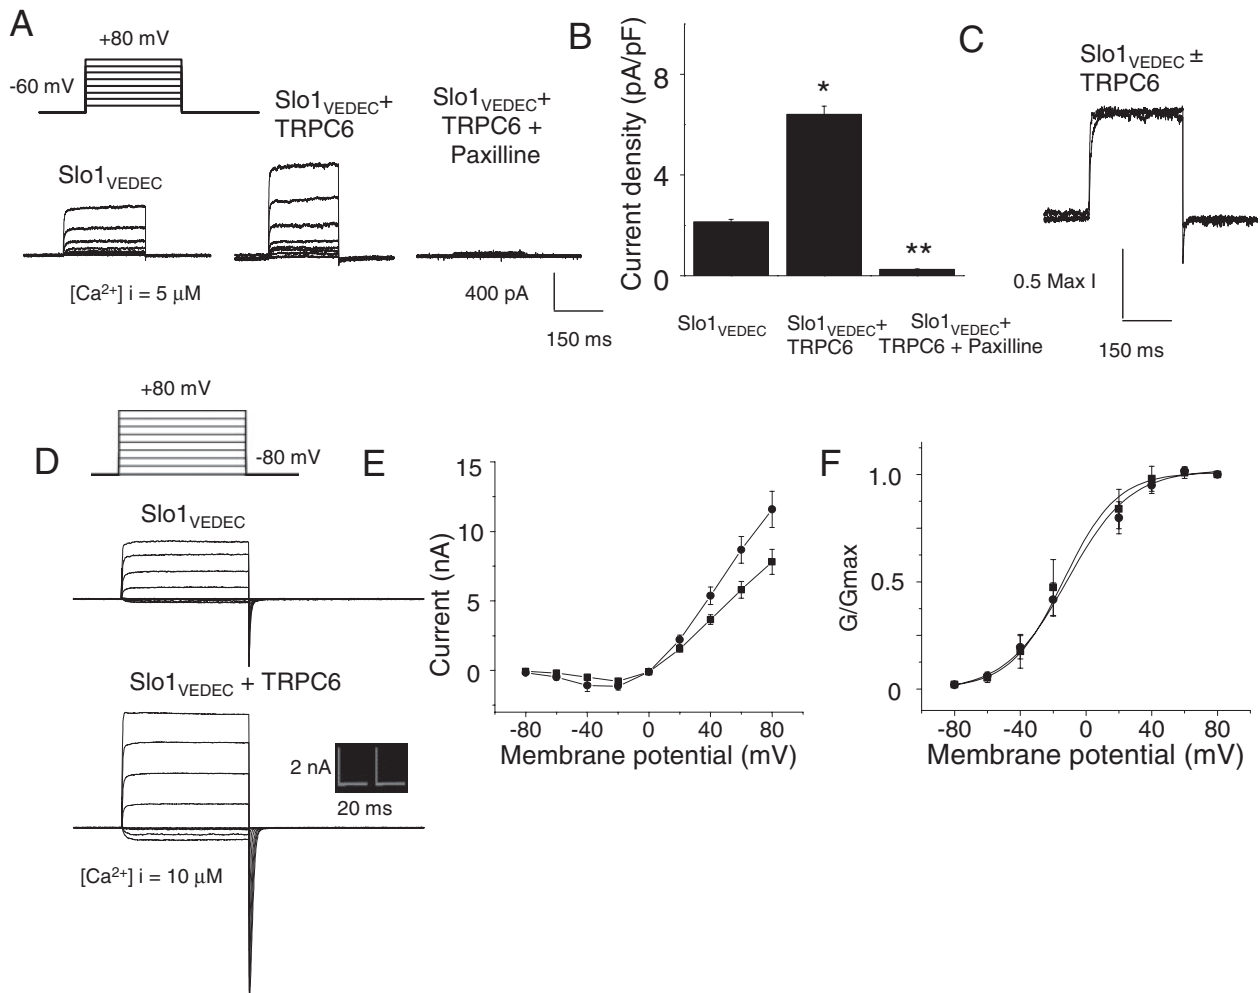 A
+80 mV
-60 mV
Slo1VEDEC
Slo1VEDEC+
TRPC6
Slo1VEDEC+
TRPC6 +
Paxilline
[Ca2+] i = 5 μM
400 pA
150 ms
B
Current density (pA/pF)
8
4
0
*
**
Slo1VEDEC
Slo1VEDEC+
TRPC6
Slo1VEDEC+
TRPC6 + Paxilline
C
Slo1VEDEC ±
TRPC6
0.5 Max I
150 ms
D
+80 mV
-80 mV
Slo1VEDEC
Slo1VEDEC + TRPC6
2 nA
20 ms
[Ca2+] i = 10 μM
E
Current (nA)
15
10
5
0
-80 -40 0 40 80
Membrane potential (mV)
F
G/Gmax
1.0
0.5
0
-80 -40 0 40 80
Membrane potential (mV)